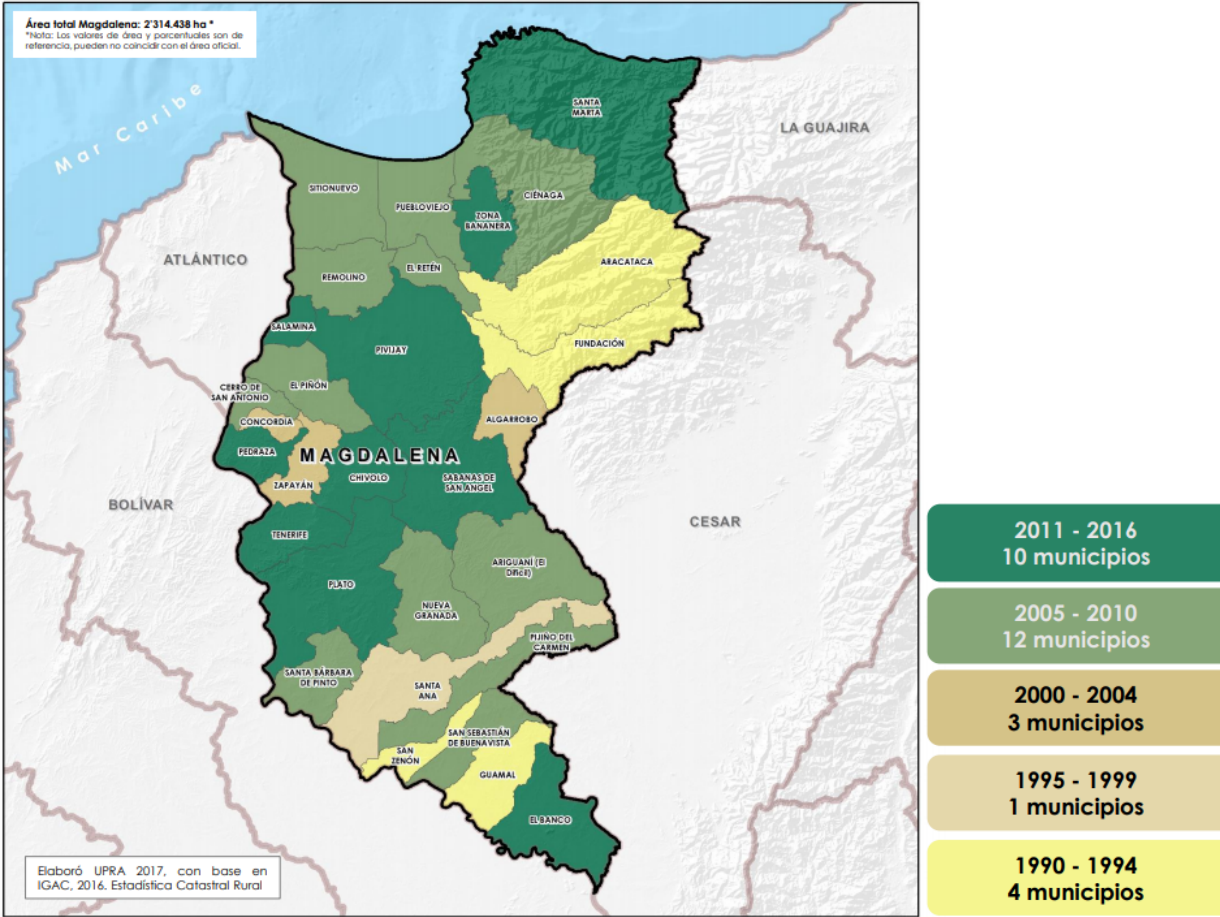 Área total Magdalena: 2'314.438 ha *
*Nota: Los valores de área y porcentuales son de
referencia, pueden no coincidir con el área oficial.
Mar Caribe
SANTA
MARTA
LA GUAJIRA
SITIONUEVO
PUEBLOVIEJO
CIÉNAGA
ZONA
BANANERA
ATLÁNTICO
ARACATACA
REMOLINO
EL RETÉN
SALAMINA
PIVIJAY
FUNDACIÓN
EL PIÑÓN
CERRO DE
SAN ANTONIO
CONCORDIA
ALGARROBO
PEDRAZA
MAGDALENA
CHIVOLO
SABANAS DE
SAN ANGEL
ZAPAYÁN
BOLÍVAR
CESAR
TENERIFE
ARIGUANÍ (El
Difícil)
PLATO
NUEVA
GRANADA
PIJIÑO DEL
CARMEN
SANTA BÁRBARA
DE PINTO
SANTA
ANA
SAN SEBASTIÁN
DE BUENAVISTA
SAN
ZENÓN
GUAMAL
EL BANCO
2011 - 2016
10 municipios
2005 - 2010
12 municipios
2000 - 2004
3 municipios
1995 - 1999
1 municipios
1990 - 1994
4 municipios
Elaboró UPRA 2017, con base en
IGAC, 2016. Estadística Catastral Rural